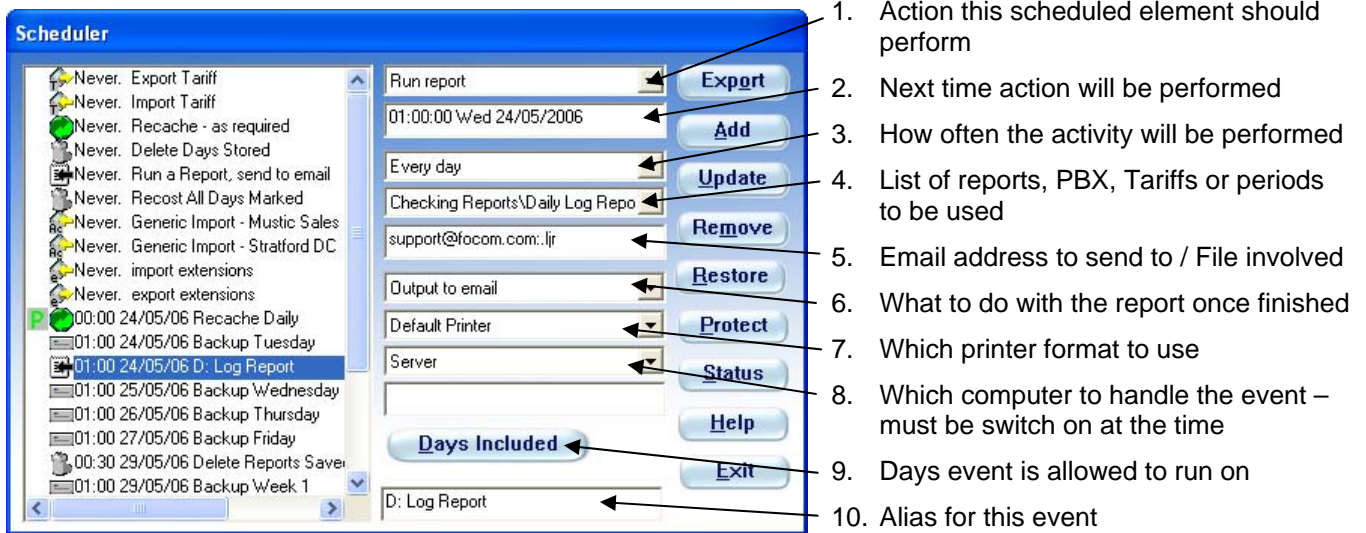 Scheduler
Never. Export Tariff
Never. Import Tariff
Never. Recache - as required
Never. Delete Days Stored
Never. Run a Report, send to email
Never. Recost All Days Marked
Never. Generic Import - Mustic Sales
Never. Generic Import - Stratford DC
Never. import extensions
Never. export extensions
P 00:00 24/05/06 Recache Daily
01:00 24/05/06 Backup Tuesday
01:00 24/05/06 D: Log Report
01:00 25/05/06 Backup Wednesday
01:00 26/05/06 Backup Thursday
01:00 27/05/06 Backup Friday
00:30 29/05/06 Delete Reports Save
01:00 29/05/06 Backup Week 1
Run report
01:00:00 Wed 24/05/2006
Every day
Checking Reports\Daily Log Repo
support@focom.com:.ljr
Output to email
Default Printer
Server
Days Included
D: Log Report
Export
Add
Update
Remove
Restore
Protect
Status
Help
Exit
1. Action this scheduled element should
perform
2. Next time action will be performed
3. How often the activity will be performed
4. List of reports, PBX, Tariffs or periods
to be used
5. Email address to send to / File involved
6. What to do with the report once finished
7. Which printer format to use
8. Which computer to handle the event –
must be switch on at the time
9. Days event is allowed to run on
10. Alias for this event